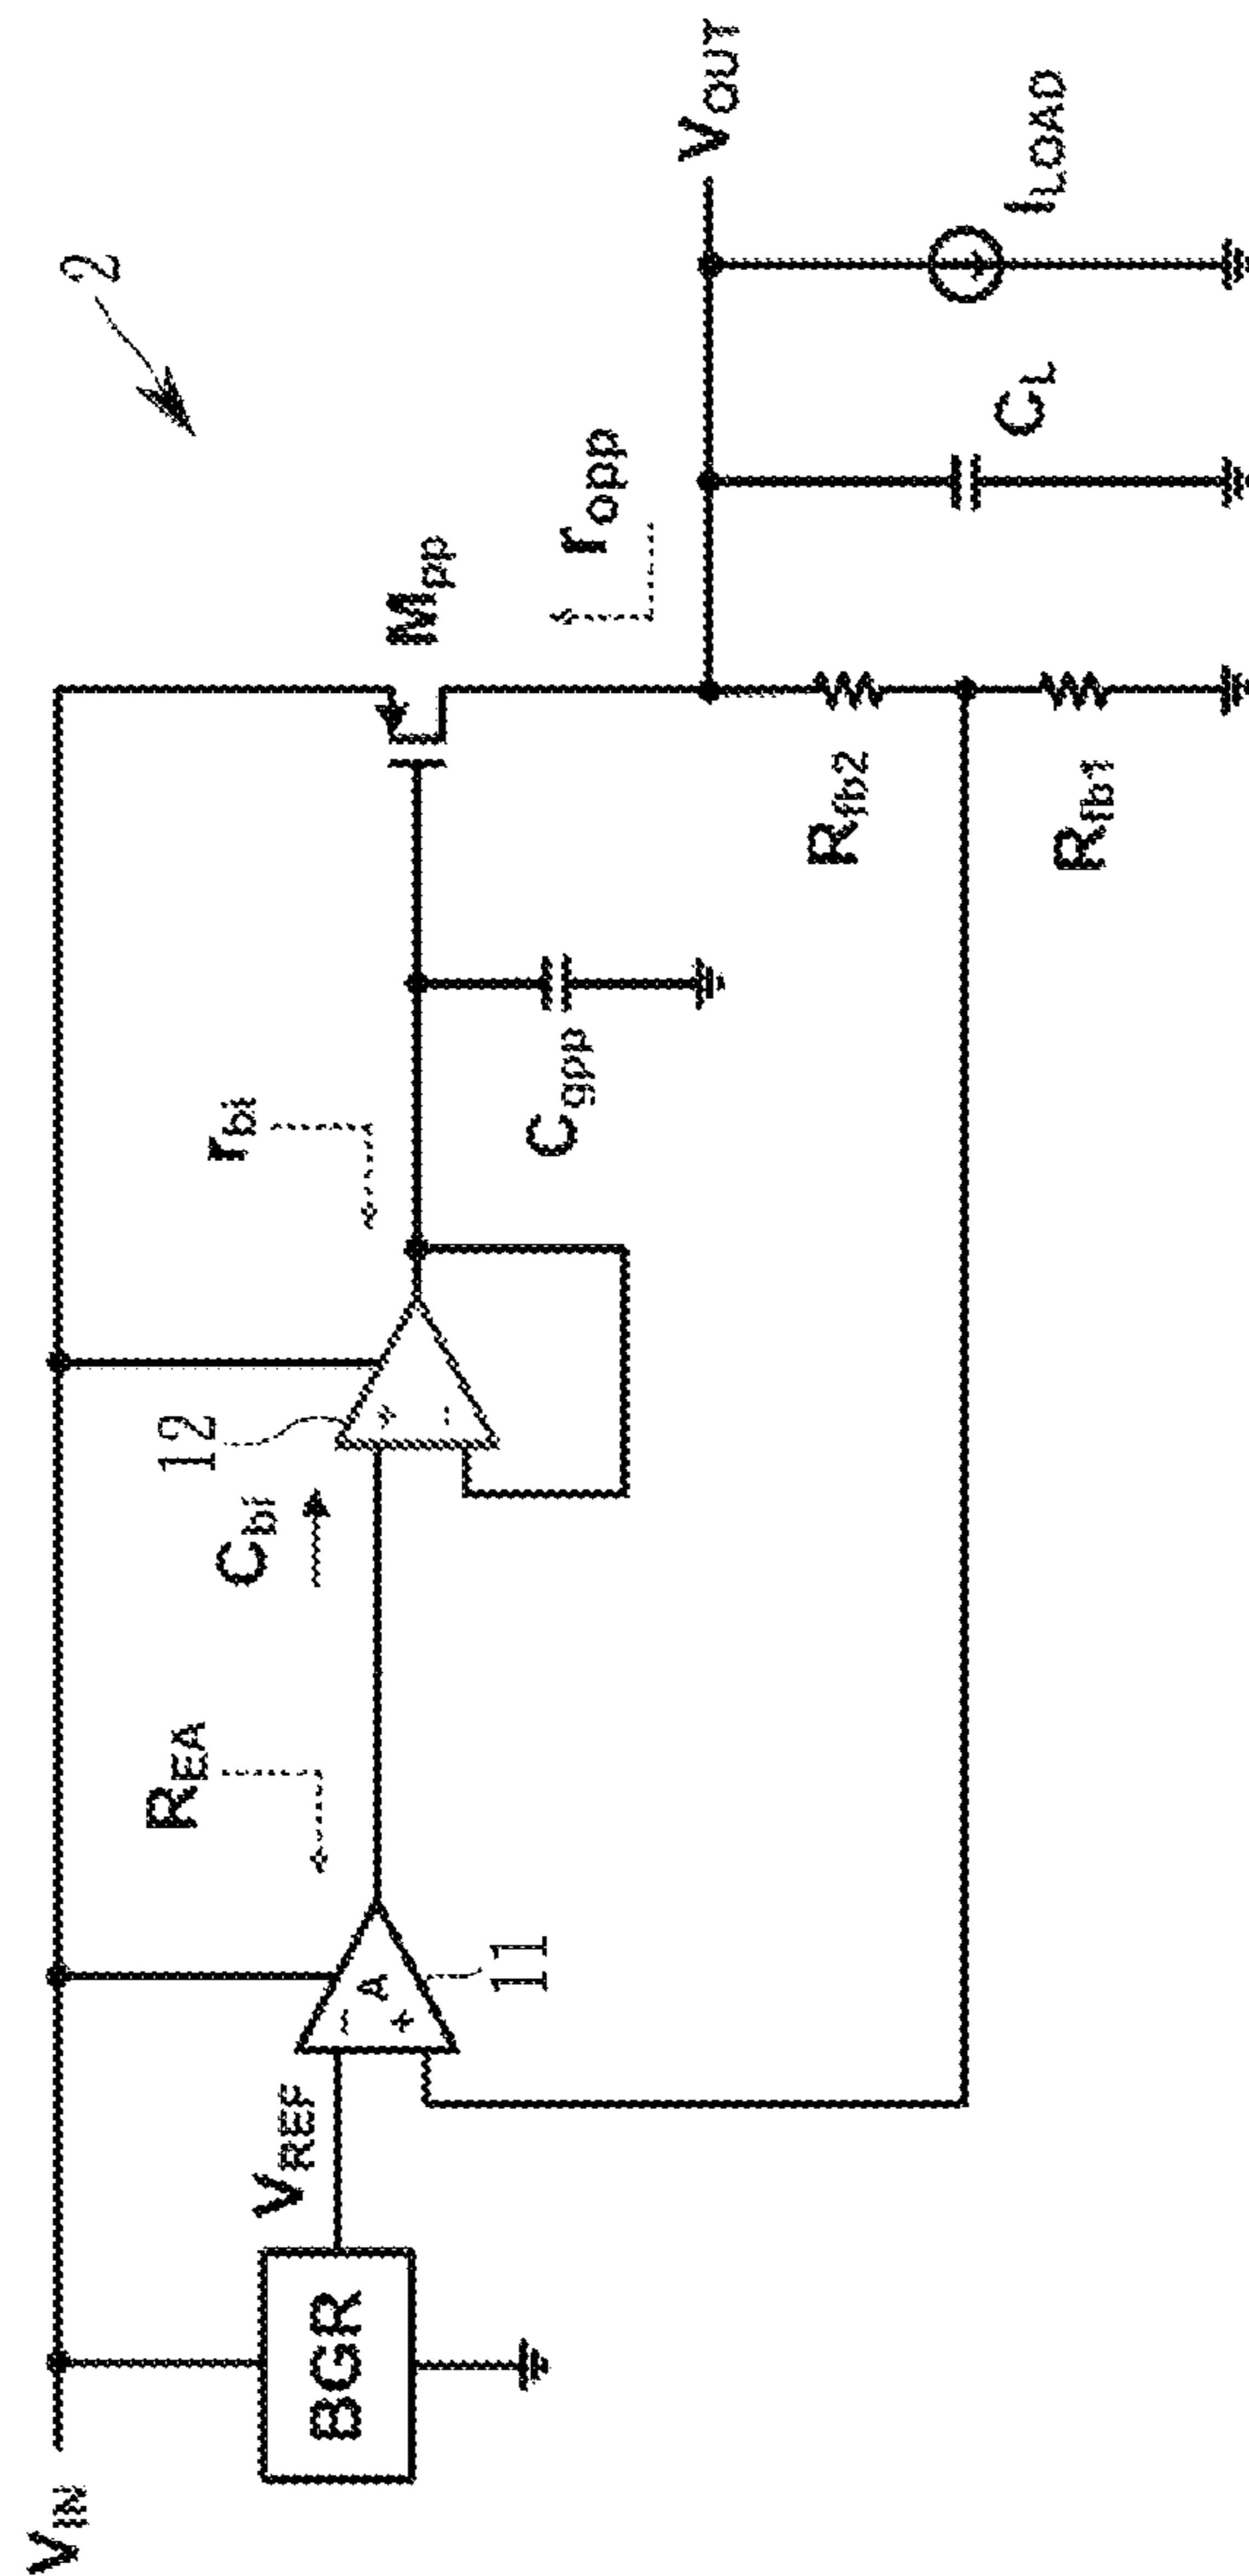 2
V_IN
BGR
V_REF
A
- +
11
R_EA
C_bi
12
+ -
r_bi
C_gpp
M_pp
r_opp
V_OUT
R_fb2
R_fb1
C_L
I_LOAD